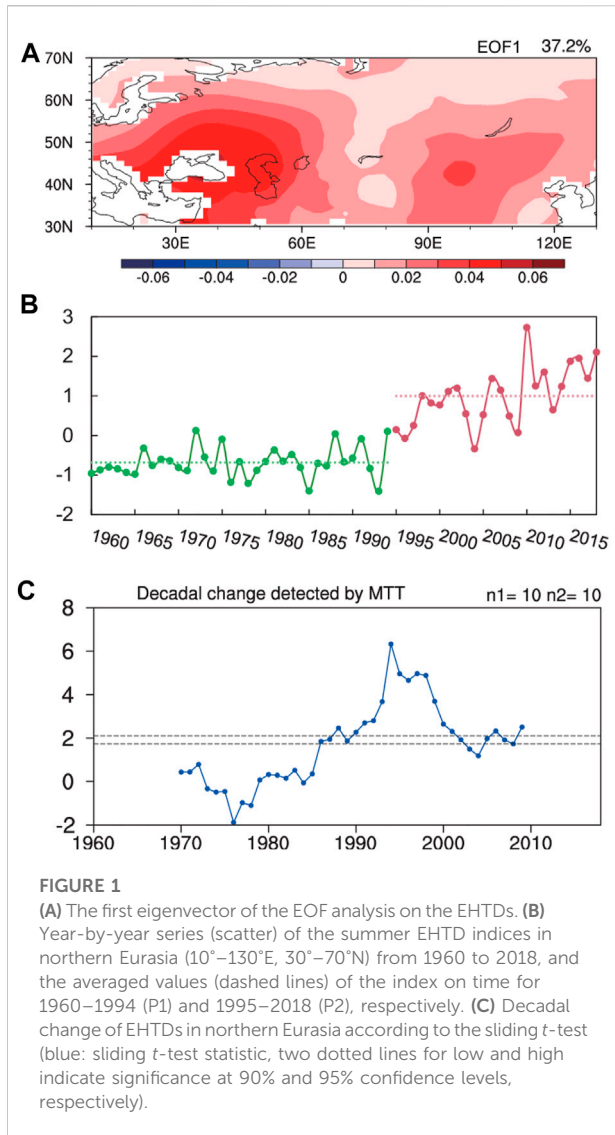 A
EOF1 37.2%
70N
60N
50N
40N
30N
30E 60E 90E 120E
-0.06 -0.04 -0.02 0 0.02 0.04 0.06
B
3
2
1
0
-1
-2
1960 1965 1970 1975 1980 1985 1990 1995 2000 2005 2010 2015
C
Decadal change detected by MTT n1= 10 n2= 10
8
6
4
2
0
-2
1960 1970 1980 1990 2000 2010
FIGURE 1
(A) The first eigenvector of the EOF analysis on the EHTDs. (B)
Year-by-year series (scatter) of the summer EHTD indices in
northern Eurasia (10°–130°E, 30°–70°N) from 1960 to 2018, and
the averaged values (dashed lines) of the index on time for
1960–1994 (P1) and 1995–2018 (P2), respectively. (C) Decadal
change of EHTDs in northern Eurasia according to the sliding t-test
(blue: sliding t-test statistic, two dotted lines for low and high
indicate significance at 90% and 95% confidence levels,
respectively).